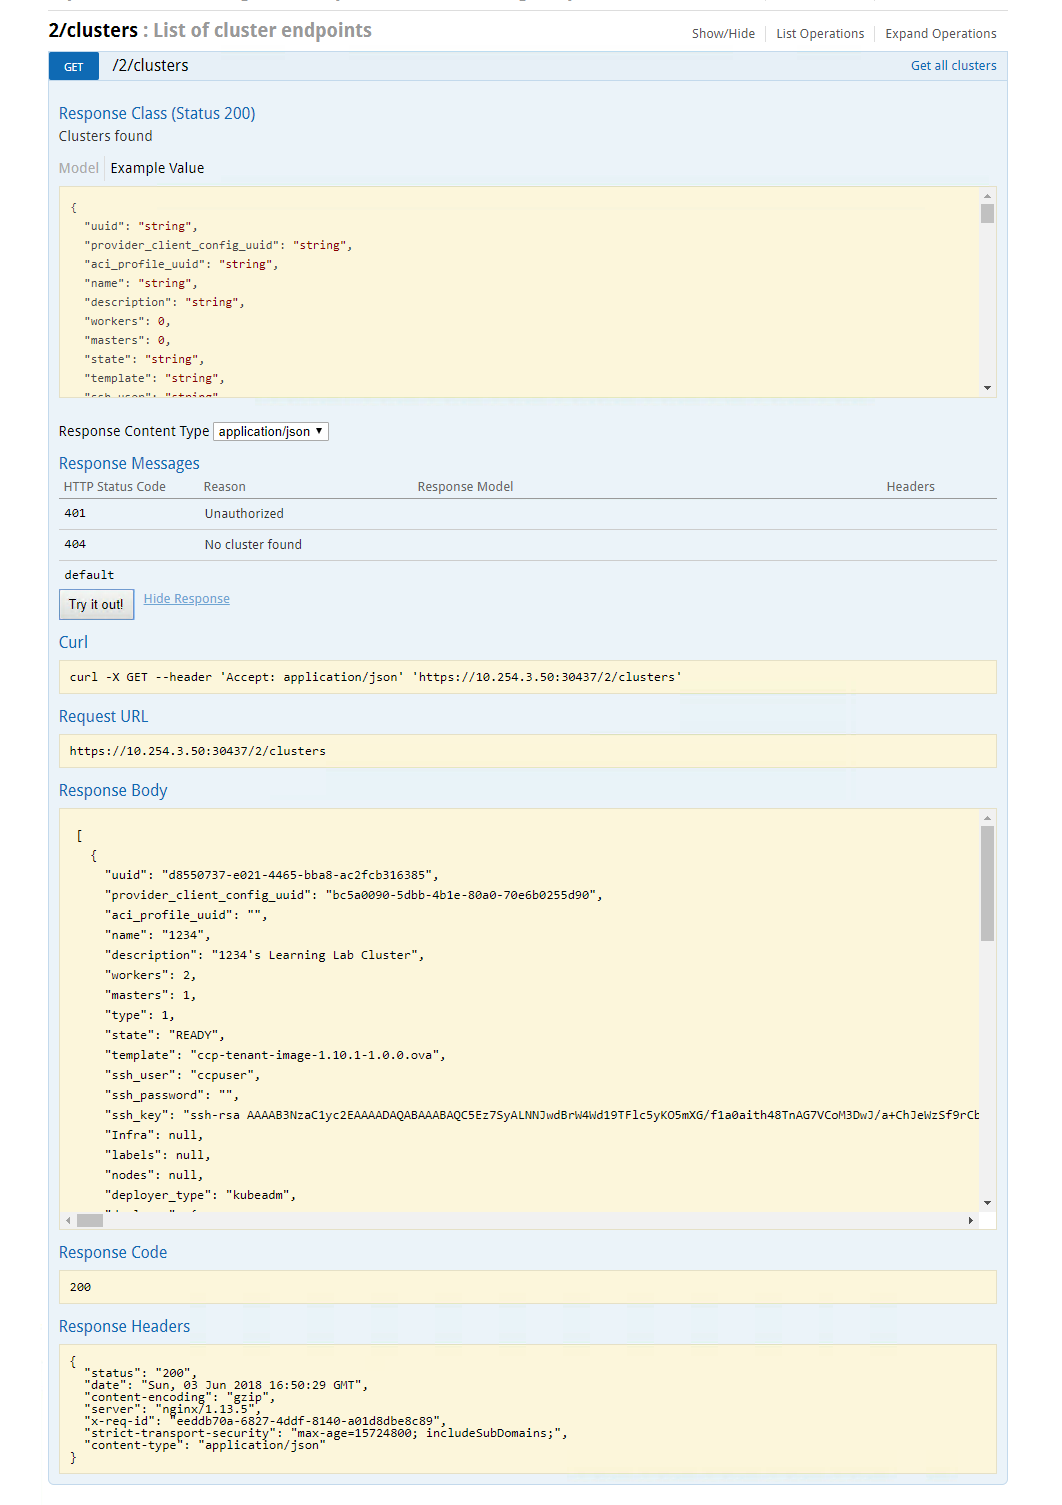 2/clusters : List of cluster endpoints
Show/Hide
List Operations
Expand Operations
GET
/2/clusters
Get all clusters
Response Class (Status 200)
Clusters found
Model
Example Value
{
"uuid": "string",
"provider_client_config_uuid": "string",
"aci_profile_uuid": "string",
"name": "string",
"description": "string",
"workers": 0,
"masters": 0,
"state": "string",
"template": "string",
"ssh_user": "string"
Response Content Type application/json
Response Messages
HTTP Status Code Reason Response Model Headers
401 Unauthorized
404 No cluster found
default
Try it out! Hide Response
Curl
curl -X GET --header 'Accept: application/json' 'https://10.254.3.50:30437/2/clusters'
Request URL
https://10.254.3.50:30437/2/clusters
Response Body
[
{
"uuid": "d8550737-e021-4465-bba8-ac2fcb316385",
"provider_client_config_uuid": "bc5a0090-5dbb-4b1e-80a0-70e6b0255d90",
"aci_profile_uuid": "",
"name": "1234",
"description": "1234's Learning Lab Cluster",
"workers": 2,
"masters": 1,
"type": 1,
"state": "READY",
"template": "ccp-tenant-image-1.10.1-1.0.0.ova",
"ssh_user": "ccpuser",
"ssh_password": "",
"ssh_key": "ssh-rsa AAAAB3NzaC1yc2EAAAADAQABAAABAQC5Ez7SyALNNJwdBrW4Wd19TFlc5yKO5mXG/f1a0aith48TnAG7VCoM3DwJ/a+ChJeWzSf9rCb
"Infra": null,
"labels": null,
"nodes": null,
"deployer_type": "kubeadm",
Response Code
200
Response Headers
{
"status": "200",
"date": "Sun, 03 Jun 2018 16:50:29 GMT",
"content-encoding": "gzip",
"server": "nginx/1.13.5",
"x-req-id": "eeddb70a-6827-4ddf-8140-a01d8dbe8c89",
"strict-transport-security": "max-age=15724800; includeSubDomains;",
"content-type": "application/json"
}